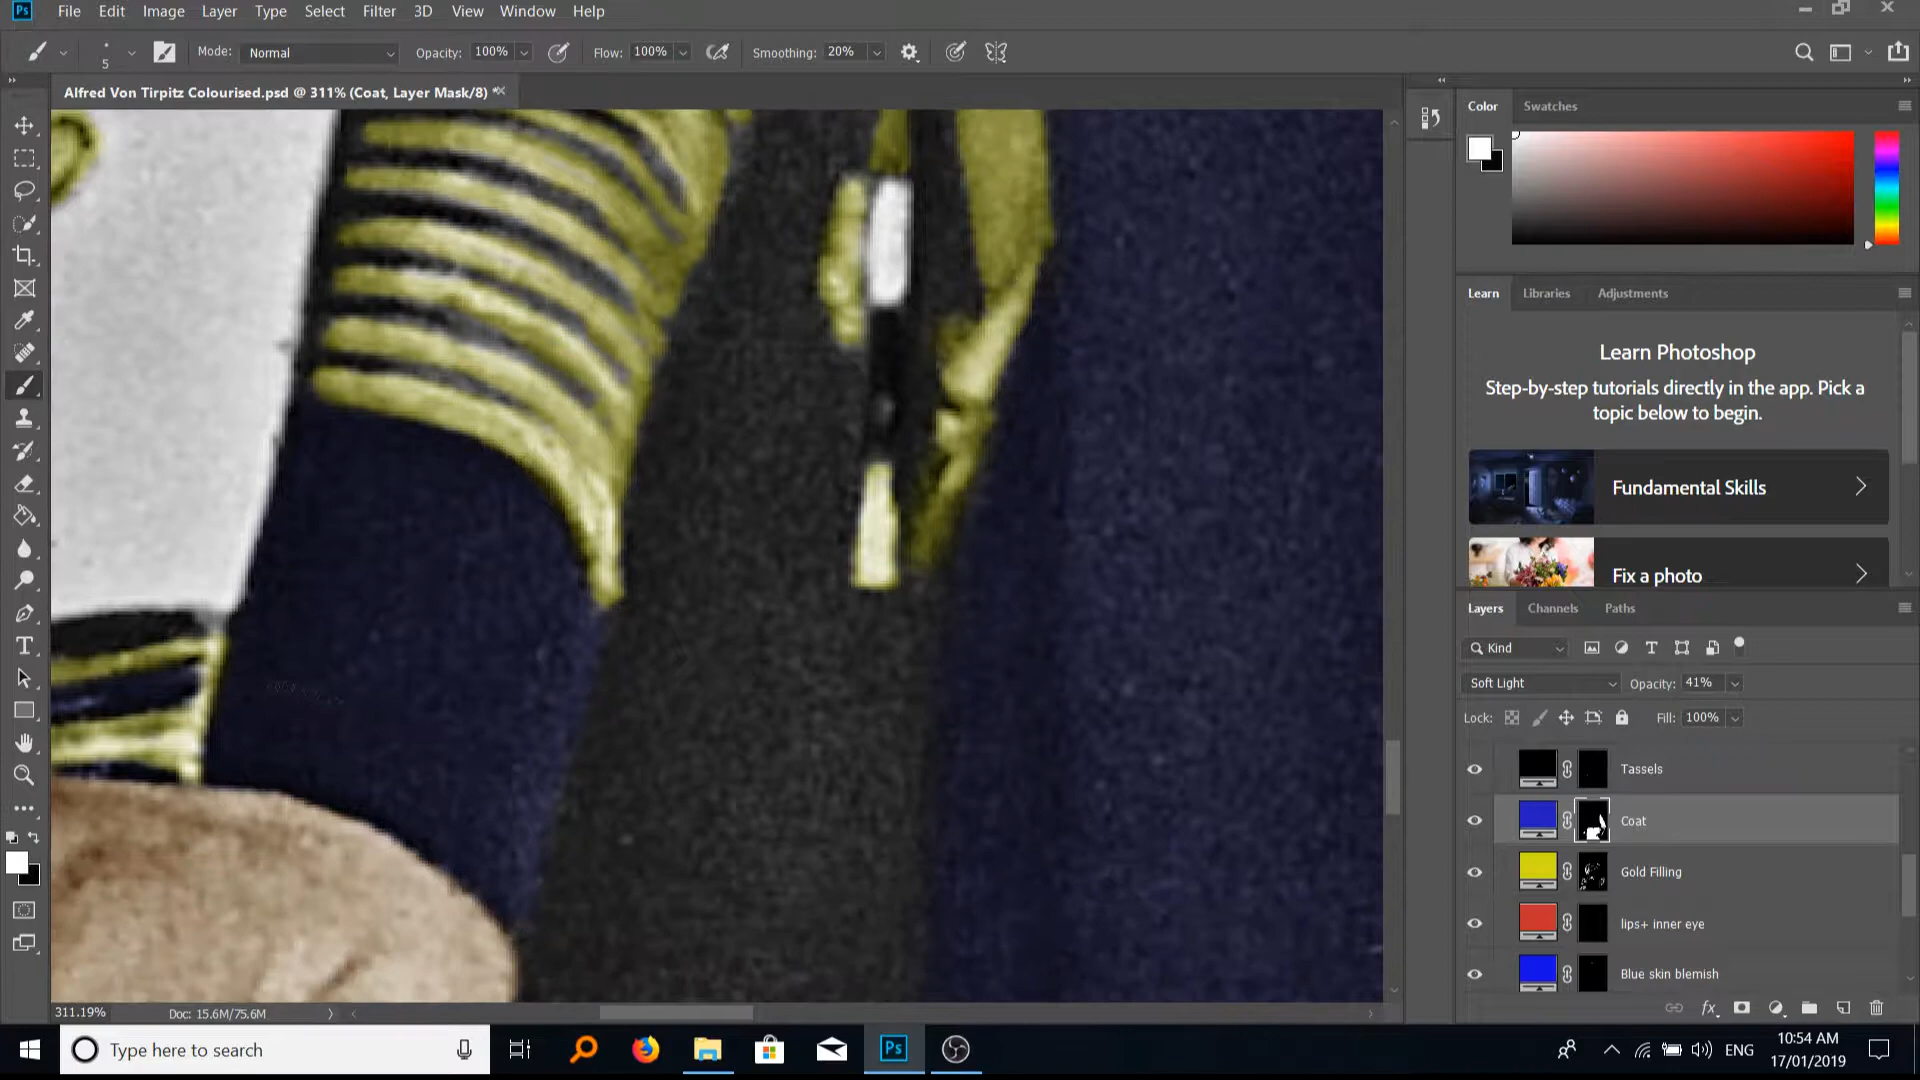 Ps File Edit Image Layer Type Select Filter 3D View Window Help
5 Mode: Normal Opacity: 100% Flow: 100% Smoothing: 20%
Alfred Von Tirpitz Colourised.psd @ 311% (Coat, Layer Mask/8) *
Color Swatches
Learn Libraries Adjustments
Learn Photoshop
Step-by-step tutorials directly in the app. Pick a
topic below to begin.
Fundamental Skills
Fix a photo
Layers Channels Paths
Kind
Soft Light Opacity: 41%
Lock: Fill: 100%
Tassels
Coat
Gold Filling
lips+ inner eye
Blue skin blemish
311.19% Doc: 15.6M/75.6M
Type here to search
Ps
ENG
10:54 AM
17/01/2019